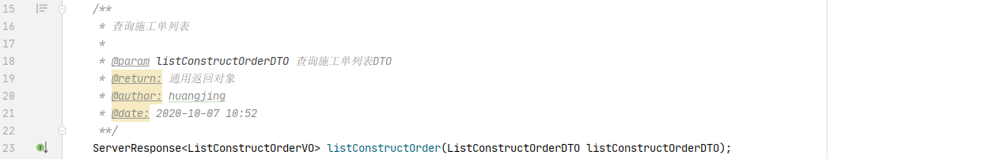 15 /**
16 * 查询施工单列表
17 *
18 * @param listConstructOrderDTO 查询施工单列表DTO
19 * @return: 通用返回对象
20 * @author: huangjing
21 * @date: 2020-10-07 10:52
22 **/
23 ServerResponse<ListConstructOrderVO> listConstructOrder(ListConstructOrderDTO listConstructOrderDTO);